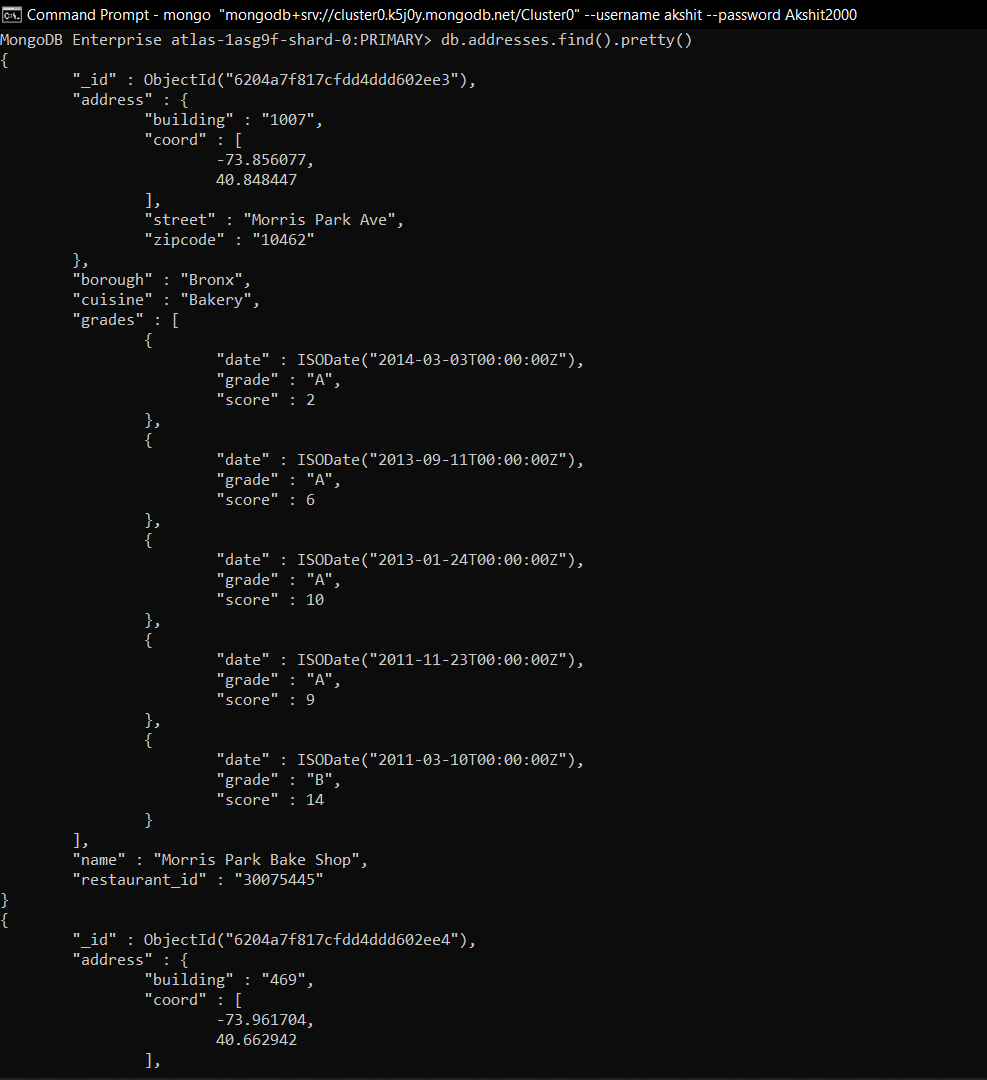 Command Prompt - mongo "mongodb+srv://cluster0.k5j0y.mongodb.net/Cluster0" --username akshit --password Akshit2000
MongoDB Enterprise atlas-1asg9f-shard-0:PRIMARY> db.addresses.find().pretty()
{
        "_id" : ObjectId("6204a7f817cfdd4ddd602ee3"),
        "address" : {
                "building" : "1007",
                "coord" : [
                        -73.856077,
                        40.848447
                ],
                "street" : "Morris Park Ave",
                "zipcode" : "10462"
        },
        "borough" : "Bronx",
        "cuisine" : "Bakery",
        "grades" : [
                {
                        "date" : ISODate("2014-03-03T00:00:00Z"),
                        "grade" : "A",
                        "score" : 2
                },
                {
                        "date" : ISODate("2013-09-11T00:00:00Z"),
                        "grade" : "A",
                        "score" : 6
                },
                {
                        "date" : ISODate("2013-01-24T00:00:00Z"),
                        "grade" : "A",
                        "score" : 10
                },
                {
                        "date" : ISODate("2011-11-23T00:00:00Z"),
                        "grade" : "A",
                        "score" : 9
                },
                {
                        "date" : ISODate("2011-03-10T00:00:00Z"),
                        "grade" : "B",
                        "score" : 14
                }
        ],
        "name" : "Morris Park Bake Shop",
        "restaurant_id" : "30075445"
}
{
        "_id" : ObjectId("6204a7f817cfdd4ddd602ee4"),
        "address" : {
                "building" : "469",
                "coord" : [
                        -73.961704,
                        40.662942
                ],